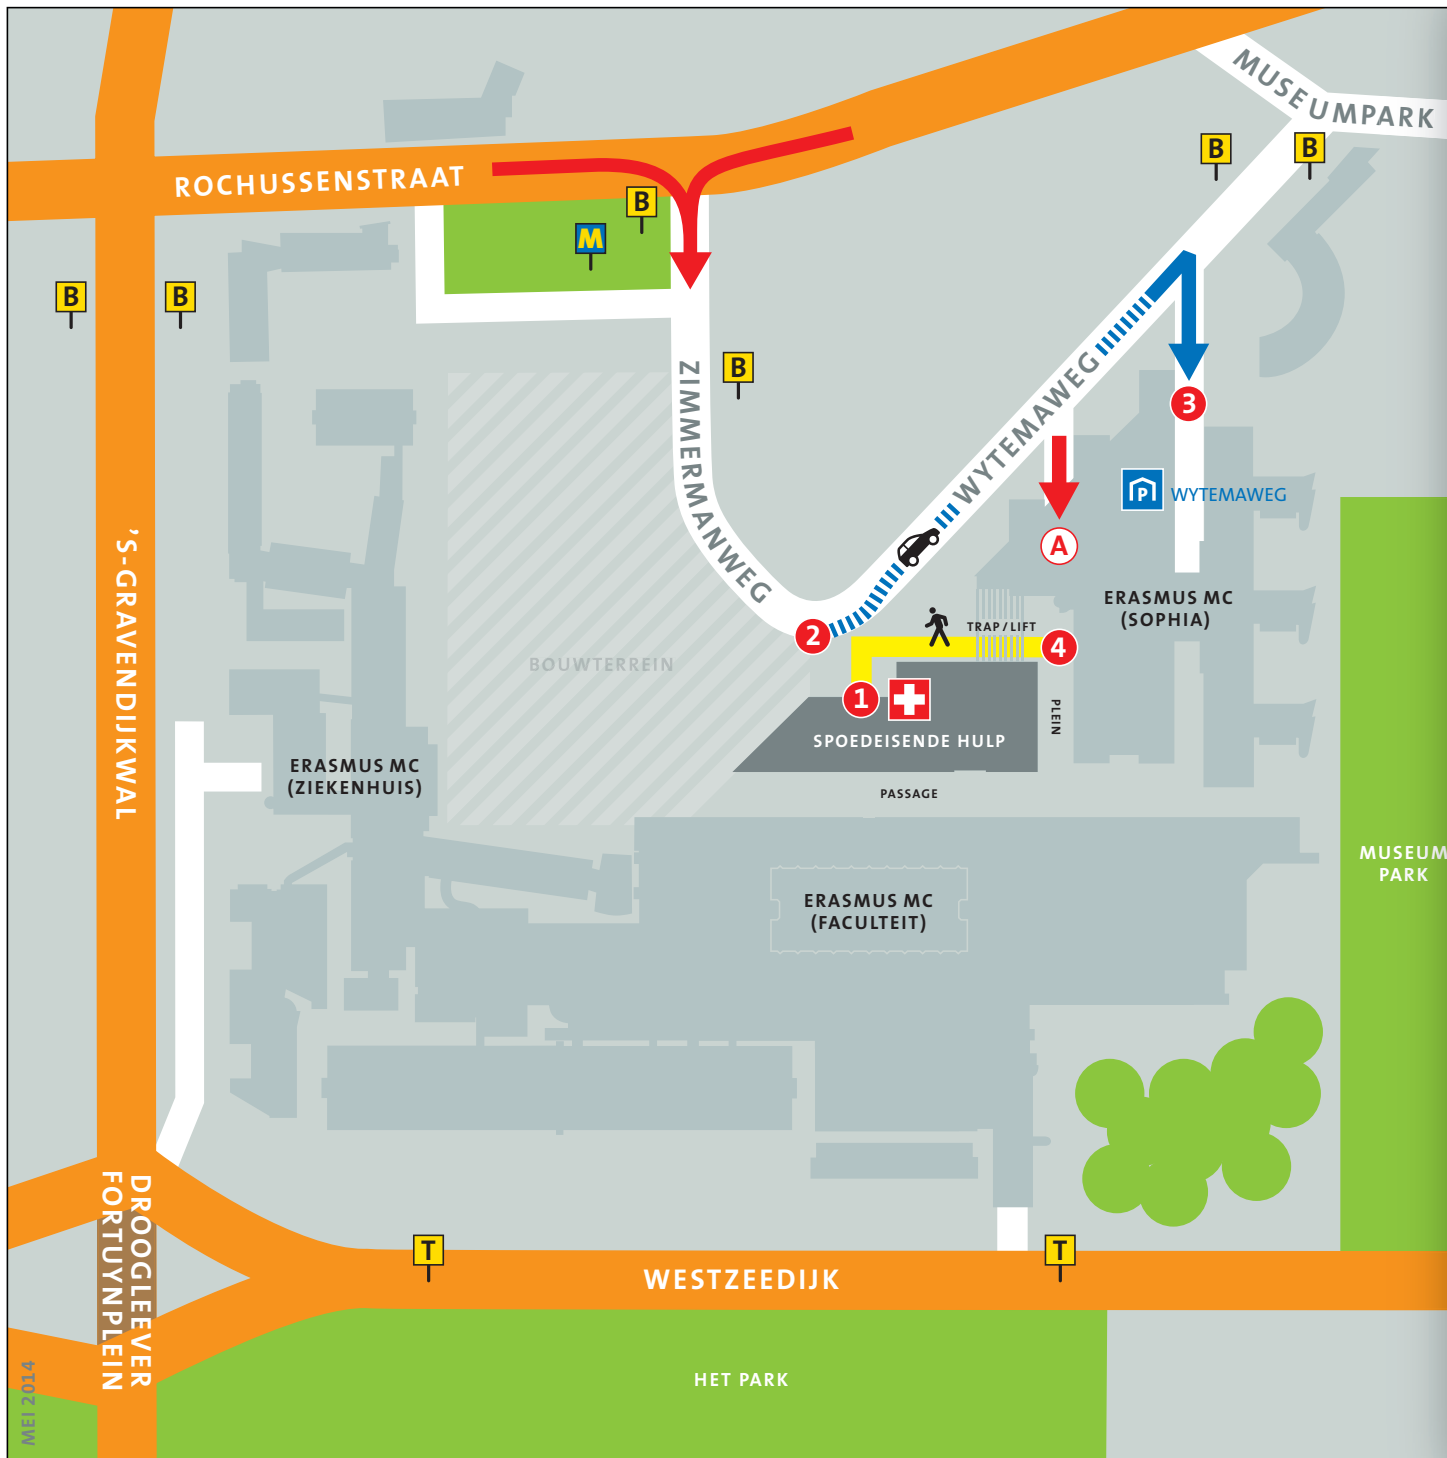 MUSEUMPARK
B
B
ROCHUSSENSTRAAT
B
M
B
B
B
ZIMMERMANWEG
WYTEMAWEG
3
P
WYTEMAWEG
A
'S-GRAVENDIJKWAL
ERASMUS MC
(SOPHIA)
2
TRAP/LIFT
4
BOUWTERREIN
1
PLEIN
SPOEDEISENDE HULP
ERASMUS MC
(ZIEKENHUIS)
PASSAGE
MUSEUM
PARK
ERASMUS MC
(FACULTEIT)
DROOGLEEVER
FORTUYNPLEIN
T
T
WESTZEEDIJK
HET PARK
MEI 2014